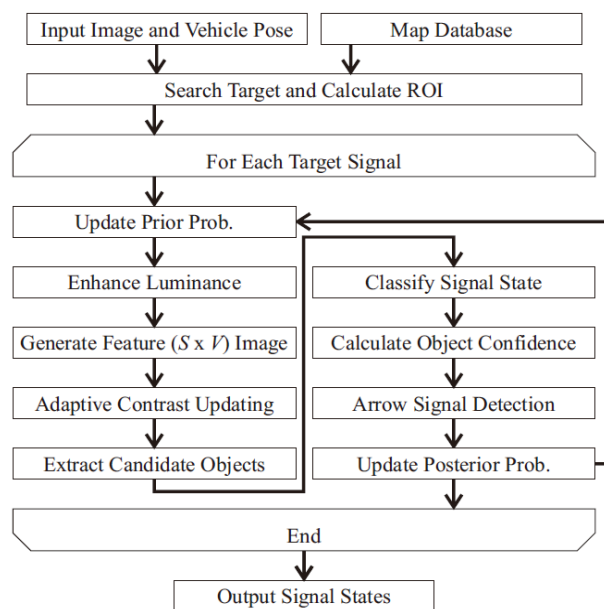 Input Image and Vehicle Pose
Map Database
Search Target and Calculate ROI
For Each Target Signal
Update Prior Prob.
Enhance Luminance
Generate Feature (S x V) Image
Adaptive Contrast Updating
Extract Candidate Objects
Classify Signal State
Calculate Object Confidence
Arrow Signal Detection
Update Posterior Prob.
End
Output Signal States